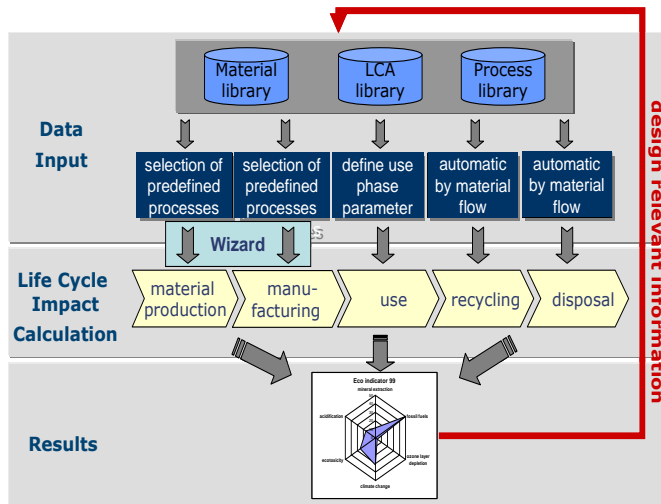 Material
library
LCA
library
Process
library
Data
Input
selection of
predefined
processes
selection of
predefined
processes
define use
phase
parameter
automatic
by material
flow
automatic
by material
flow
Wizard
Life Cycle
Impact
Calculation
material
production
manu-
facturing
use
recycling
disposal
Results
Eco indicator 99
mineral extraction
fossil fuels
ozone layer
depletion
climate change
ecotoxicity
acidification
design relevant information